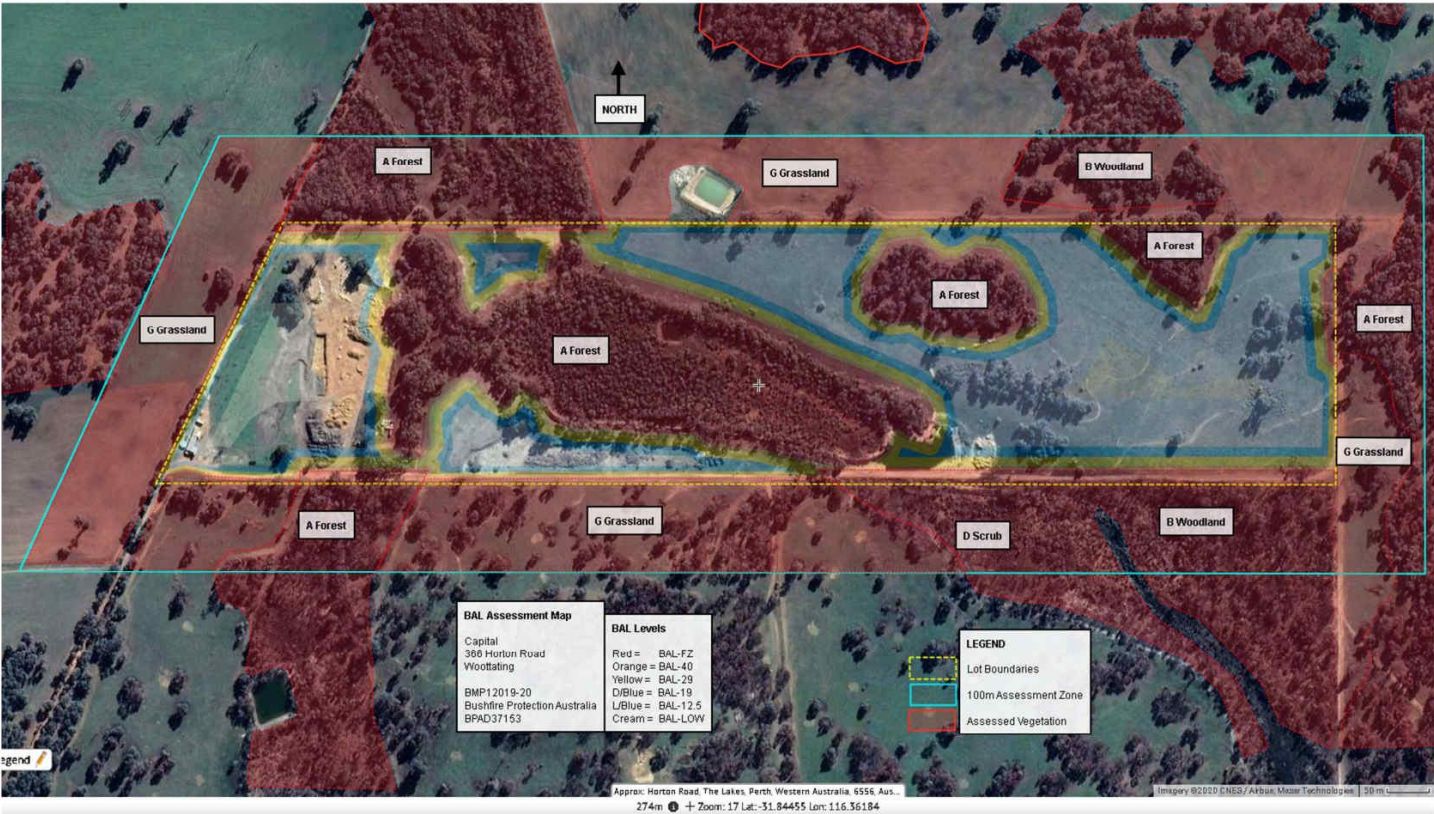 NORTH
A Forest
G Grassland
B Woodland
A Forest
A Forest
A Forest
G Grassland
A Forest
G Grassland
A Forest
G Grassland
D Scrub
B Woodland
BAL Assessment Map
Capital
366 Horton Road
Woottating
BMP12019-20
Bushfire Protection Australia
BPAD37153
BAL Levels
Red = BAL-FZ
Orange = BAL-40
Yellow = BAL-29
D/Blue = BAL-19
L/Blue = BAL-12.5
Cream = BAL-LOW
LEGEND
Lot Boundaries
100m Assessment Zone
Assessed Vegetation
egend
Approx: Horton Road, The Lakes, Perth, Western Australia, 6556, Aus...
Imagery ©2020 CNES / Airbus, Maxar Technologies
50 m
274m
Zoom: 17 Lat:-31.84455 Lon: 116.36184